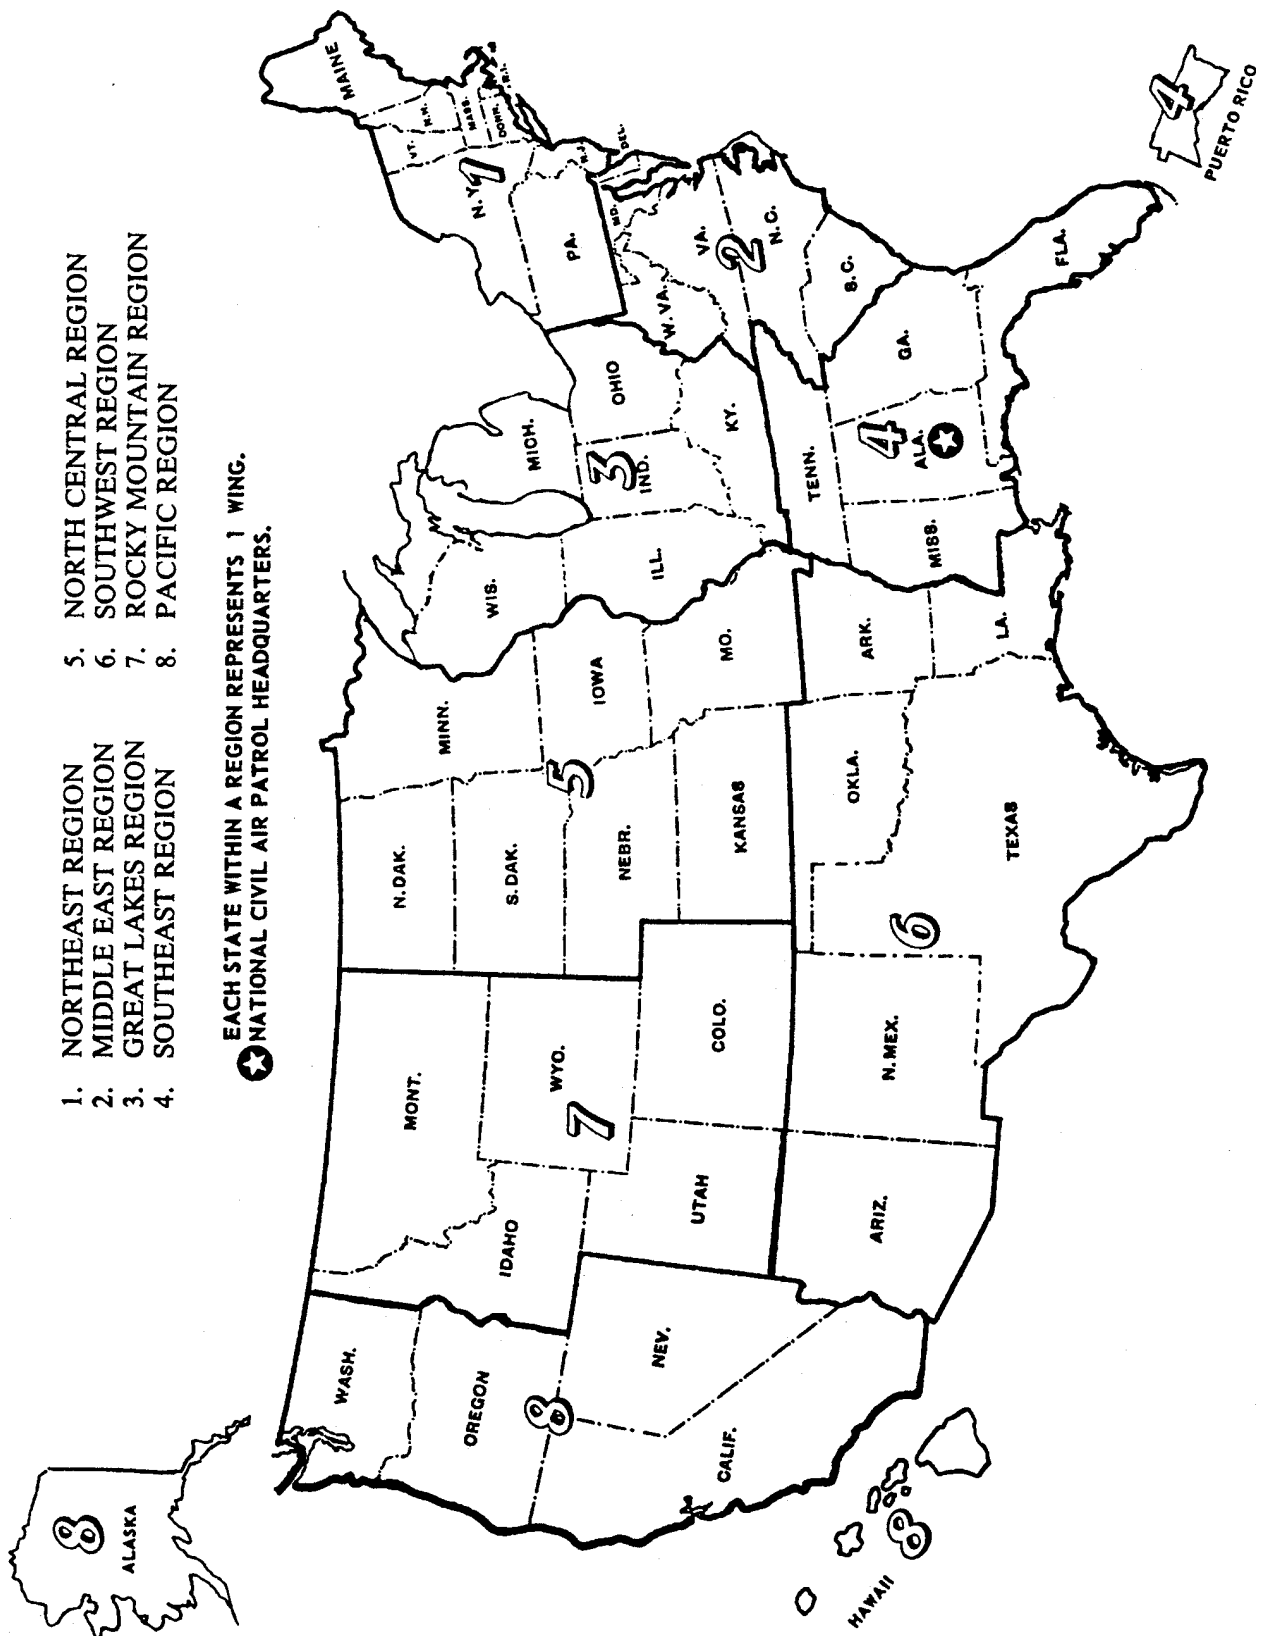 1. NORTHEAST REGION
2. MIDDLE EAST REGION
3. GREAT LAKES REGION
4. SOUTHEAST REGION
5. NORTH CENTRAL REGION
6. SOUTHWEST REGION
7. ROCKY MOUNTAIN REGION
8. PACIFIC REGION
EACH STATE WITHIN A REGION REPRESENTS 1 WING.
NATIONAL CIVIL AIR PATROL HEADQUARTERS.
8
ALASKA
WASH.
OREGON
8
CALIF.
NEV.
8
HAWAII
IDAHO
MONT.
WYO.
7
UTAH
COLO.
ARIZ.
N. MEX.
6
TEXAS
OKLA.
ARK.
LA.
N. DAK.
S. DAK.
5
NEBR.
KANSAS
MINN.
IOWA
MO.
WIS.
ILL.
MICH.
3
IND.
OHIO
KY.
TENN.
MISS.
4
ALA.
GA.
FLA.
S.C.
N.C.
2
VA.
W. VA.
MD.
DEL.
PA.
N.J.
N.Y.
1
VT.
N.H.
MAINE
MASS.
DONN.
R.I.
4
PUERTO RICO